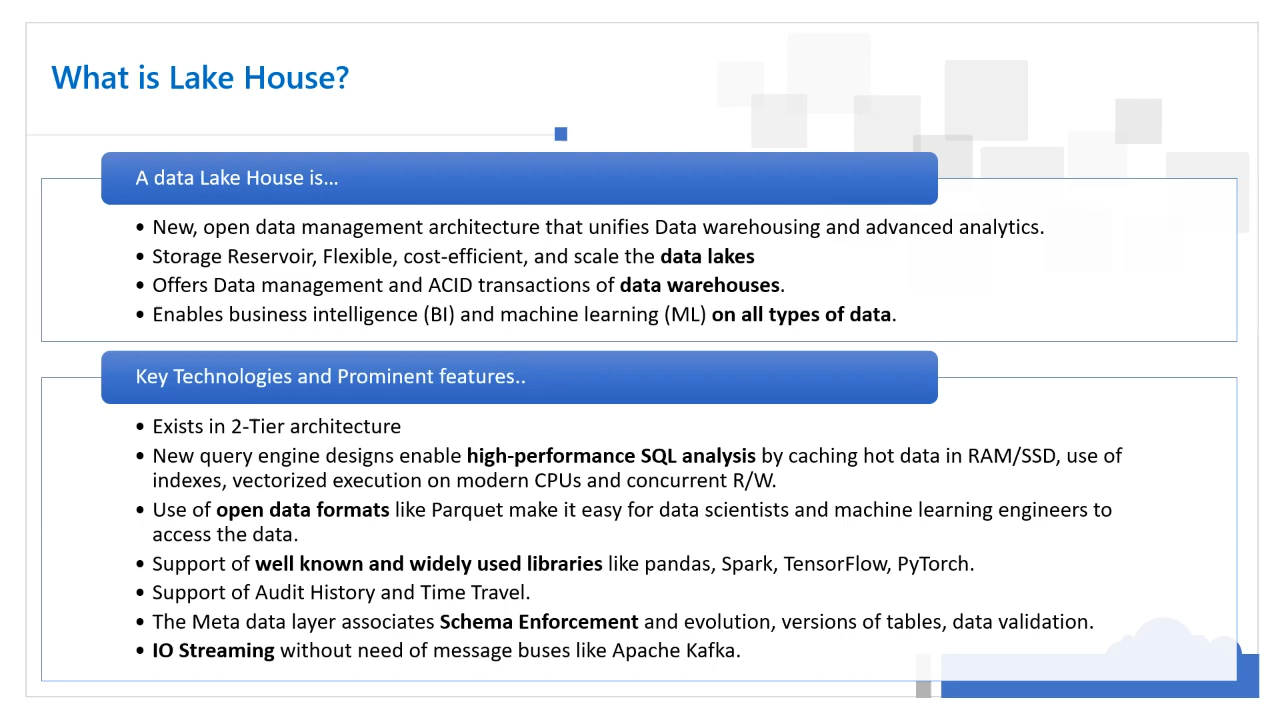 What is Lake House?
A data Lake House is…
• New, open data management architecture that unifies Data warehousing and advanced analytics.
• Storage Reservoir, Flexible, cost-efficient, and scale the data lakes
• Offers Data management and ACID transactions of data warehouses.
• Enables business intelligence (BI) and machine learning (ML) on all types of data.
Key Technologies and Prominent features..
• Exists in 2-Tier architecture
• New query engine designs enable high-performance SQL analysis by caching hot data in RAM/SSD, use of
indexes, vectorized execution on modern CPUs and concurrent R/W.
• Use of open data formats like Parquet make it easy for data scientists and machine learning engineers to
access the data.
• Support of well known and widely used libraries like pandas, Spark, TensorFlow, PyTorch.
• Support of Audit History and Time Travel.
• The Meta data layer associates Schema Enforcement and evolution, versions of tables, data validation.
• IO Streaming without need of message buses like Apache Kafka.